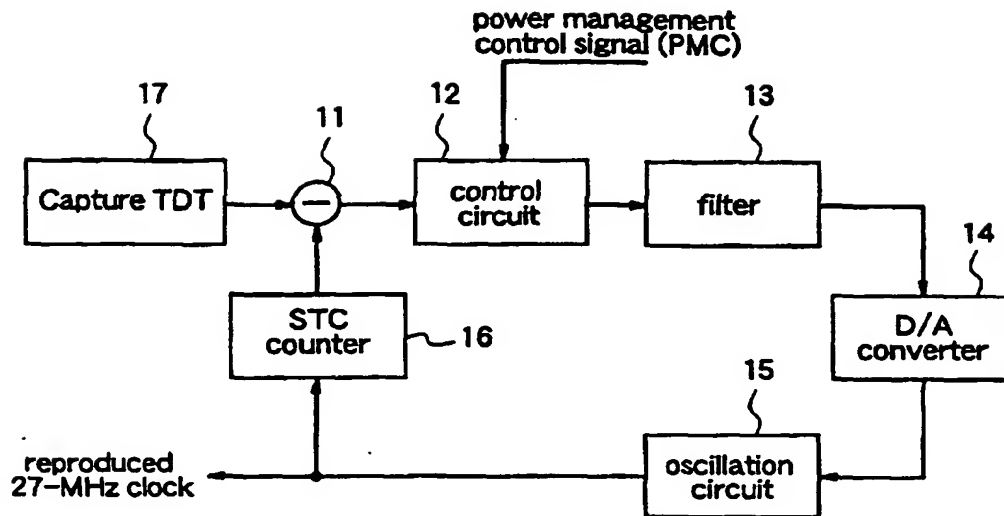 power management
control signal (PMC)
17
11
12
13
Capture TDT
−
control
circuit
filter
14
STC
counter
16
D/A
converter
15
reproduced
27-MHz clock
oscillation
circuit